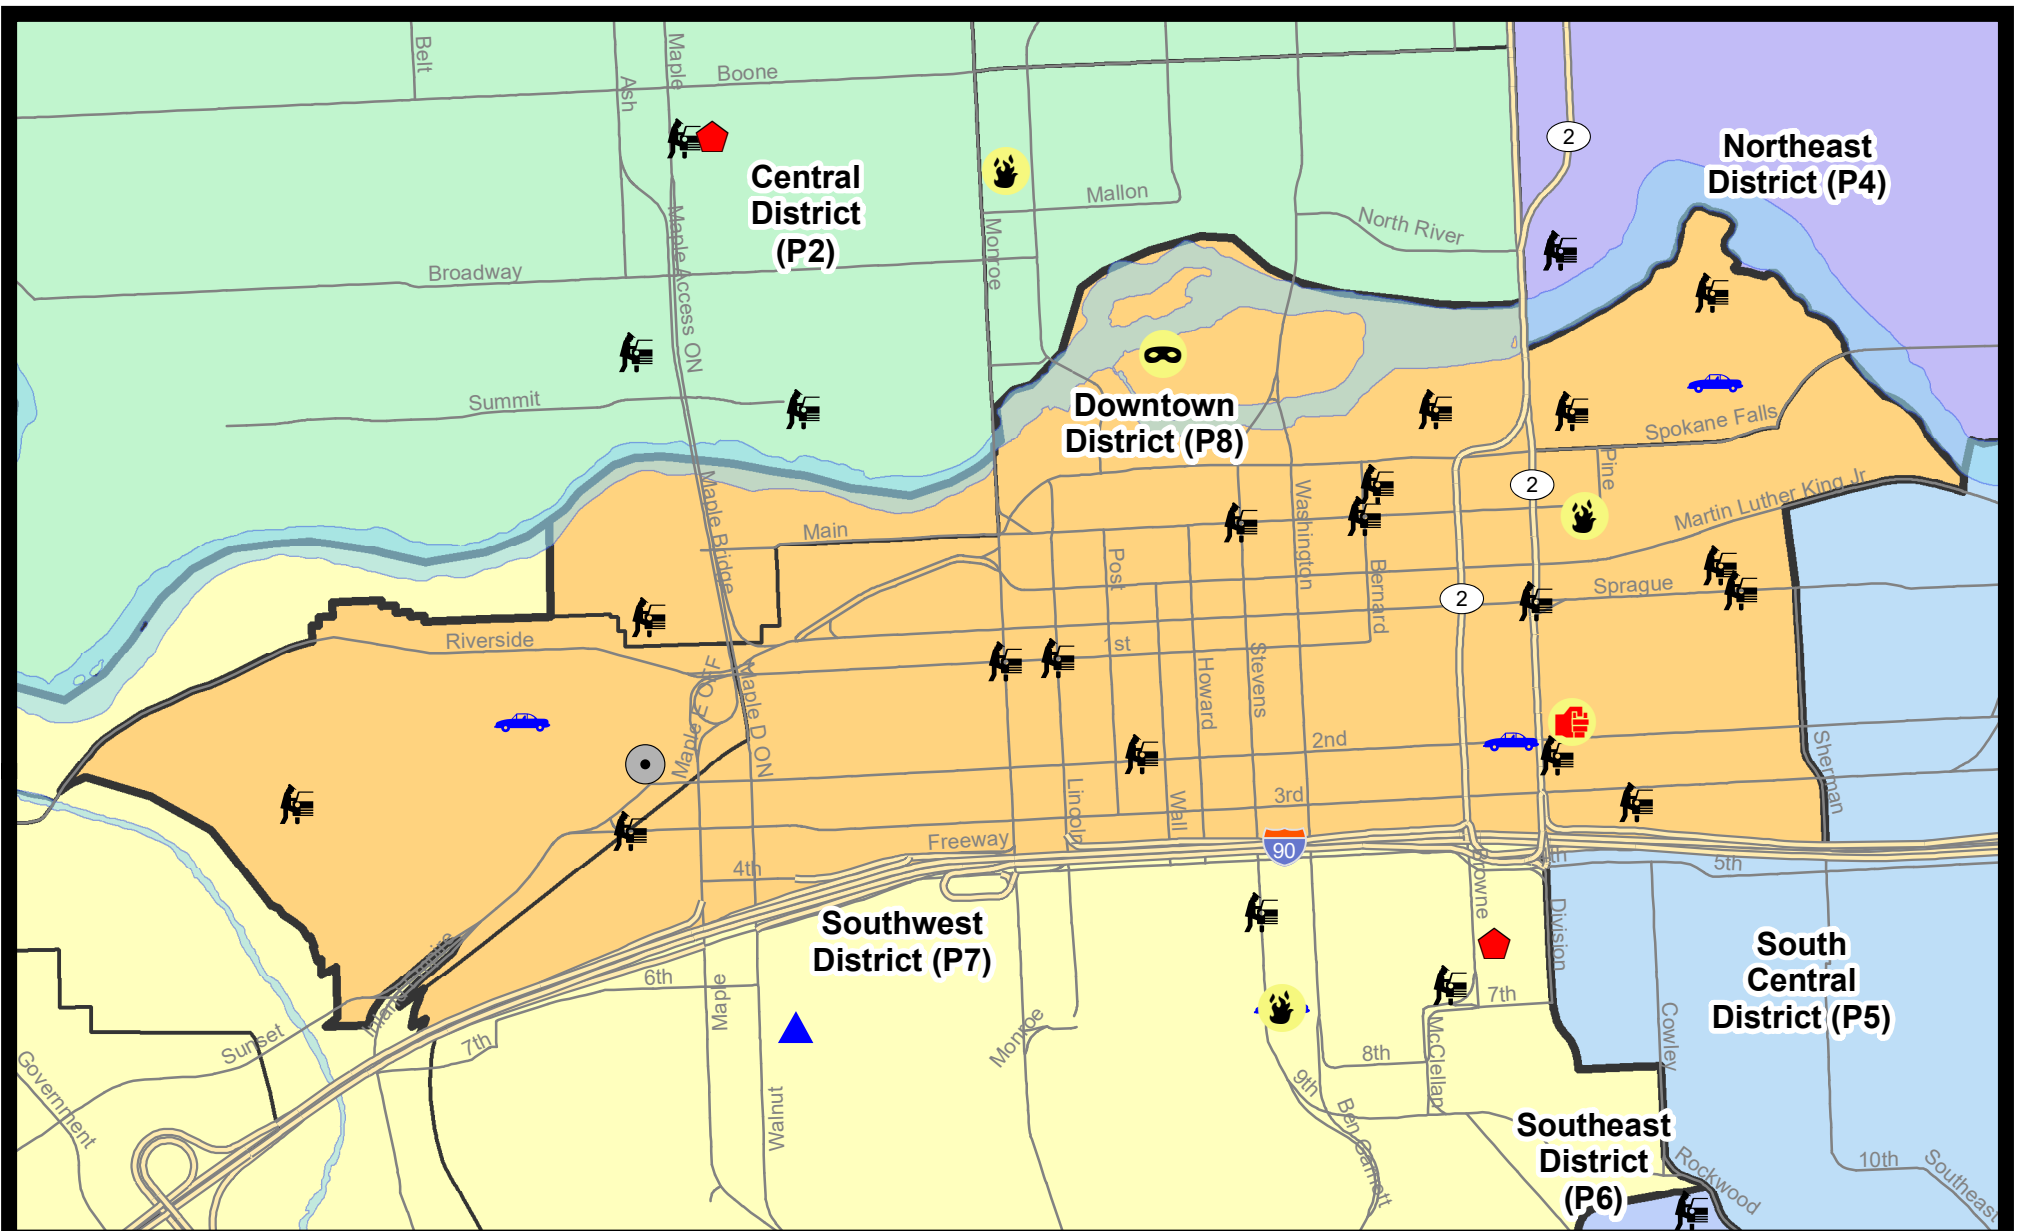 Belt
Maple
Ash
Boone
2
Northeast
District (P4)
Central
District
(P2)
Mallon
North River
Monroe
Maple Access ON
Broadway
Summit
Downtown
District (P8)
Spokane Falls
Pine
2
Martin Luther King Jr
Washington
Maple Bridge
Main
Post
Bernard
Sprague
2
Riverside
1st
Stevens
Howard
Maple E OFF
Maple D ON
2nd
Sherman
Lincoln
Wall
3rd
Freeway
90
4th
4th
5th
Browne
Division
Southwest
District (P7)
South
Central
District (P5)
6th
Maple
7th
Sunset
7th
Monroe
McClellan
Cowley
8th
9th
Government
Walnut
Ben Garnett
Southeast
District
(P6)
Rockwood
10th
Southeast